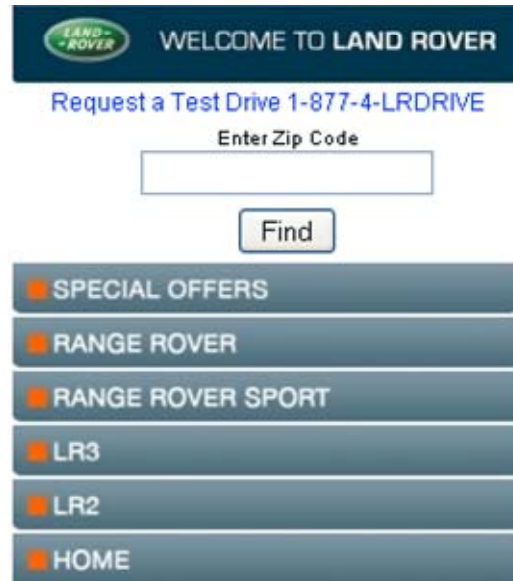 LAND-
-ROVER
WELCOME TO LAND ROVER
Request a Test Drive 1-877-4-LRDRIVE
Enter Zip Code
Find
SPECIAL OFFERS
RANGE ROVER
RANGE ROVER SPORT
LR3
LR2
HOME